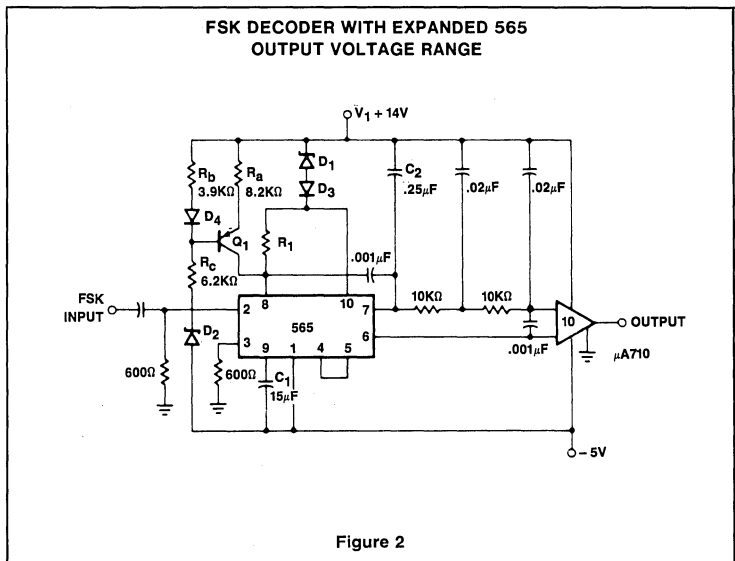 FSK DECODER WITH EXPANDED 565
OUTPUT VOLTAGE RANGE
V1 + 14V
Rb
3.9KΩ
Ra
8.2KΩ
D1
D3
C2
.25µF
.02µF
.02µF
D4
Q1
R1
Rc
6.2KΩ
.001µF
FSK
INPUT
D2
2
8
10
7
10KΩ
10KΩ
10
OUTPUT
565
3
9
1
4
5
6
.001µF
µA710
600Ω
600Ω
C1
15µF
– 5V
Figure 2